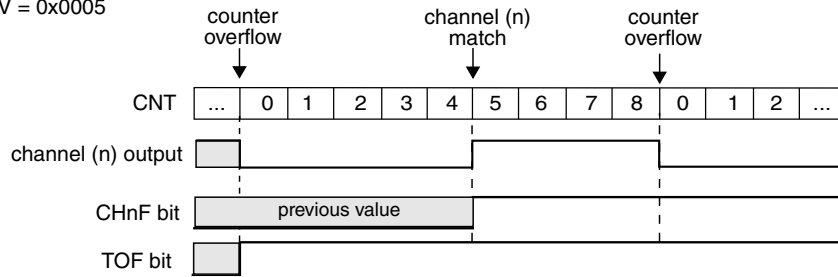 V = 0x0005
counter overflow
channel (n) match
counter overflow
CNT ... 0 1 2 3 4 5 6 7 8 0 1 2 ...
channel (n) output
CHnF bit previous value
TOF bit